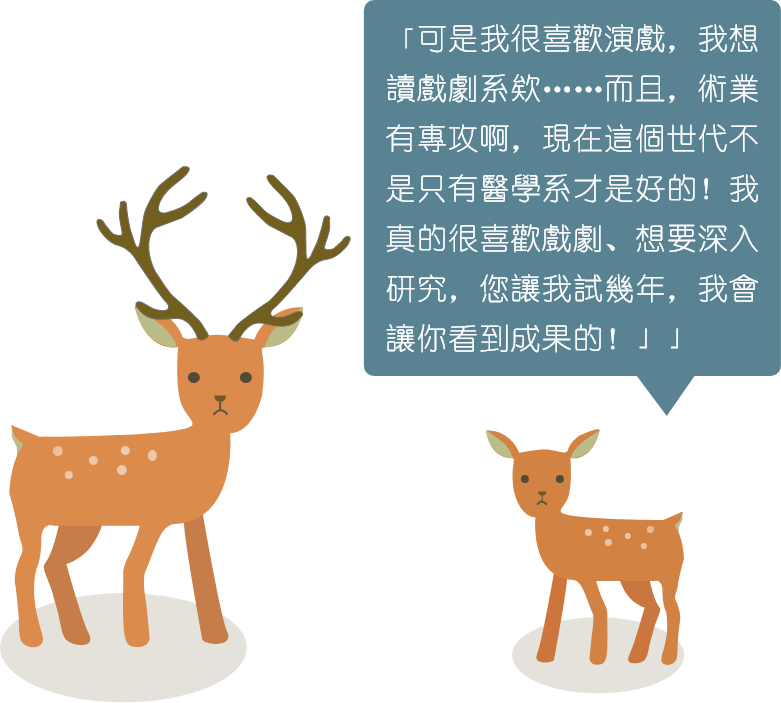 「可是我很喜歡演戲，我想
讀戲劇系欸⋯⋯而且，術業
有專攻啊，現在這個世代不
是只有醫學系才是好的！我
真的很喜歡戲劇、想要深入
研究，您讓我試幾年，我會
讓你看到成果的！」」